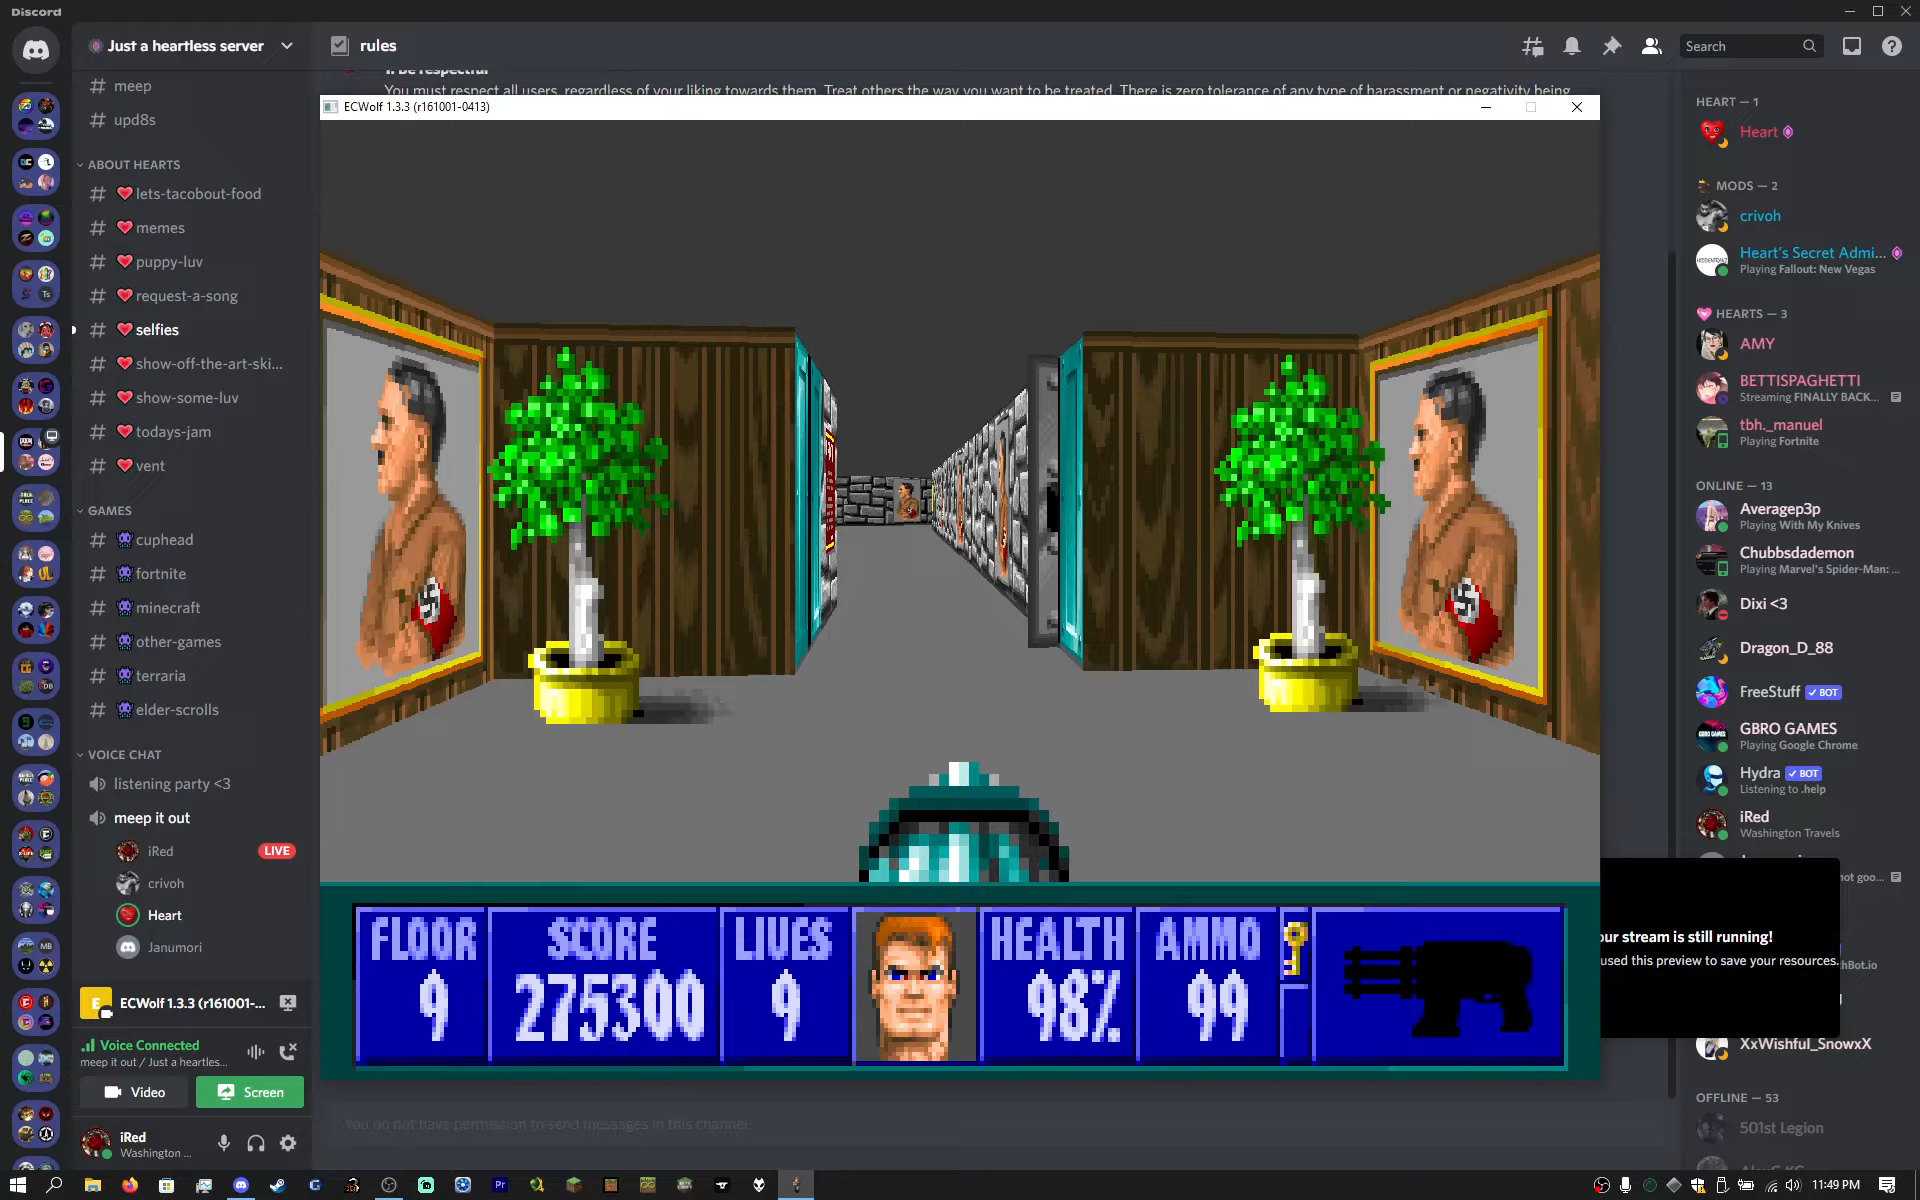 Discord
Just a heartless server
rules
Search
1. Be respectful
You must respect all users, regardless of your liking towards them. Treat others the way you want to be treated. There is zero tolerance of any type of harassment or negativity being
meep
upd8s
ABOUT HEARTS
lets-tacobout-food
memes
puppy-luv
request-a-song
selfies
show-off-the-art-ski...
show-some-luv
todays-jam
vent
GAMES
cuphead
fortnite
minecraft
other-games
terraria
elder-scrolls
VOICE CHAT
listening party <3
meep it out
iRed
LIVE
crivoh
Heart
Janumori
E
ECWolf 1.3.3 (r161001-...
Voice Connected
meep it out / Just a heartles...
Video
Screen
iRed
Washington ...
ECWolf 1.3.3 (r161001-0413)
FLOOR
9
SCORE
275300
LIVES
9
HEALTH
98%
AMMO
99
You do not have permission to send messages in this channel.
HEART — 1
Heart
MODS — 2
crivoh
Heart's Secret Admi...
Playing Fallout: New Vegas
HEARTS — 3
AMY
BETTISPAGHETTI
Streaming FINALLY BACK...
tbh._manuel
Playing Fortnite
ONLINE — 13
Averagep3p
Playing With My Knives
Chubbsdademon
Playing Marvel's Spider-Man: ...
Dixi <3
Dragon_D_88
FreeStuff
BOT
GBRO GAMES
Playing Google Chrome
Hydra
BOT
Listening to .help
iRed
Washington Travels
not goo...
our stream is still running!
used this preview to save your resources.
hBot.io
XxWishful_SnowxX
OFFLINE — 53
501st Legion
11:49 PM